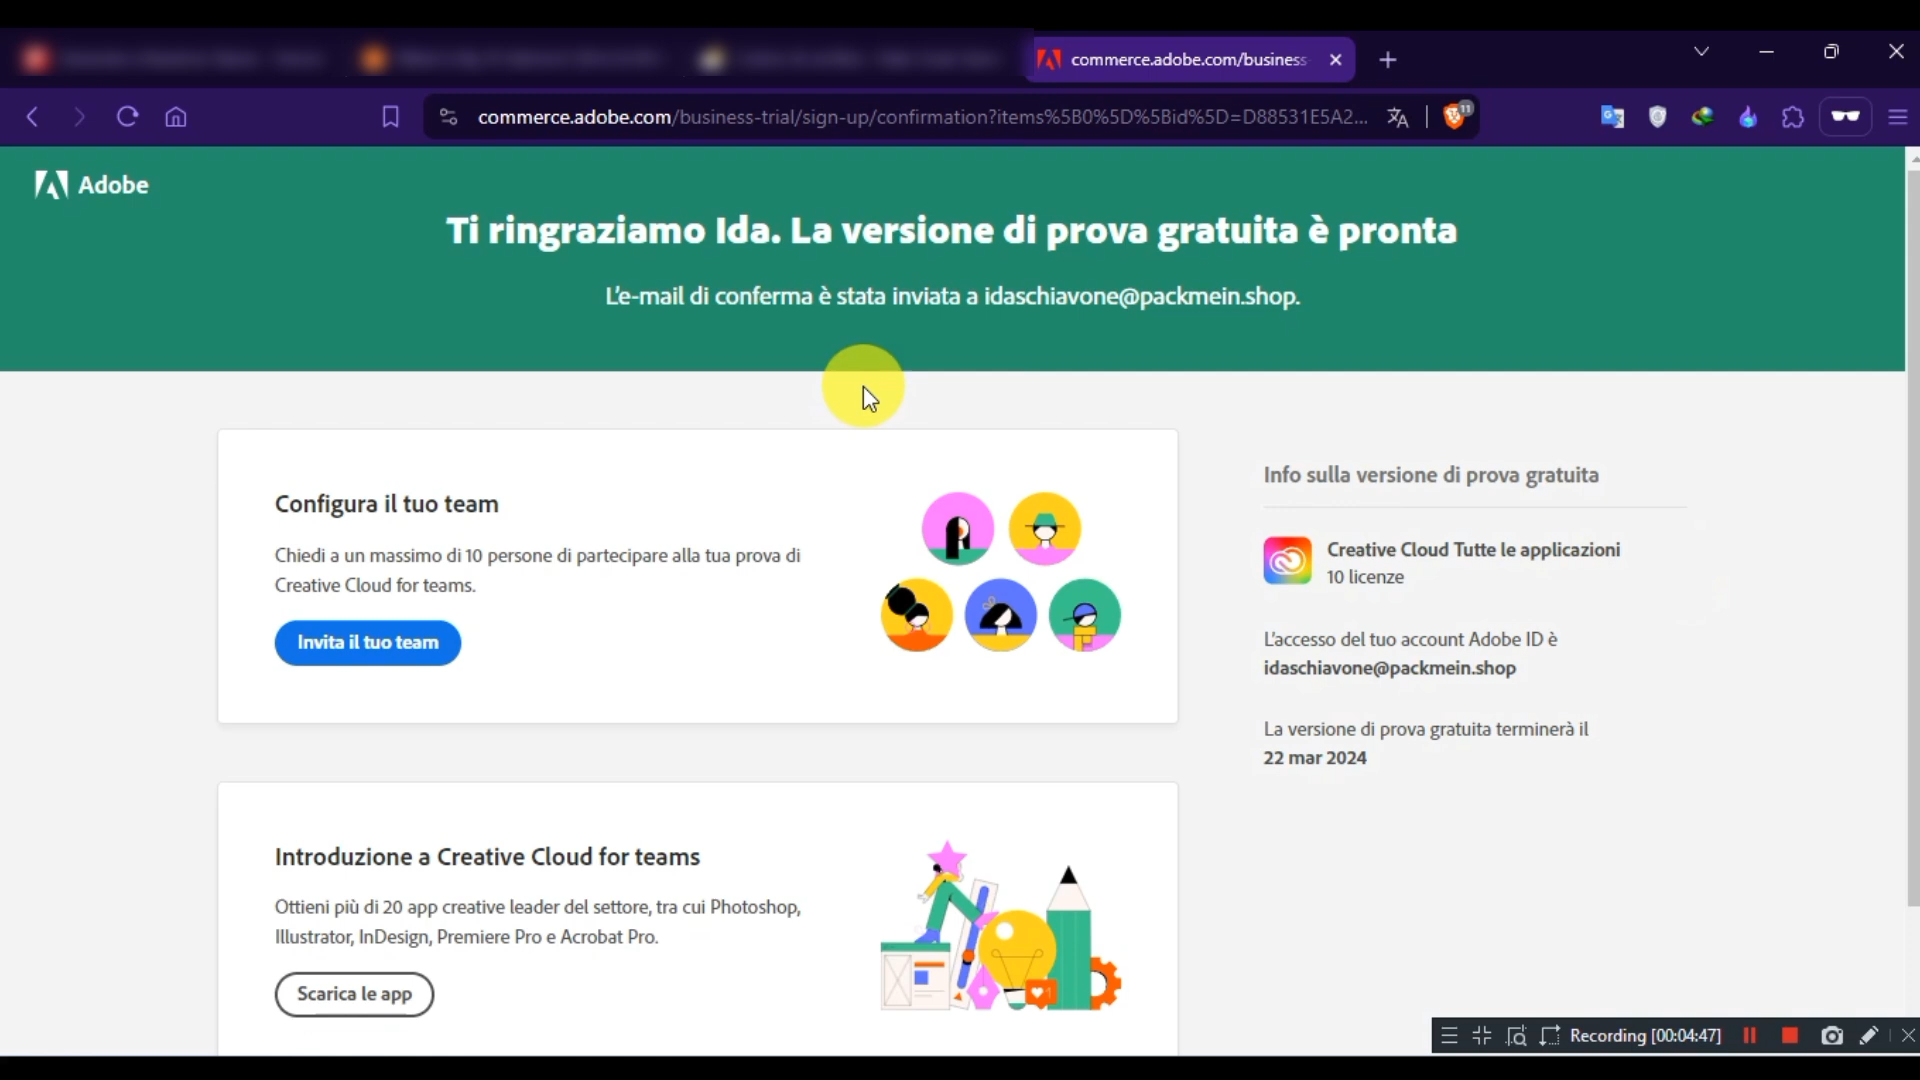 commerce.adobe.com/business
commerce.adobe.com/business-trial/sign-up/confirmation?items%5B0%5D%5Bid%5D=D88531E5A2...
11
Adobe
Ti ringraziamo Ida. La versione di prova gratuita è pronta
L'e-mail di conferma è stata inviata a idaschiavone@packmein.shop.
Configura il tuo team
Chiedi a un massimo di 10 persone di partecipare alla tua prova di
Creative Cloud for teams.
Invita il tuo team
Info sulla versione di prova gratuita
Creative Cloud Tutte le applicazioni
10 licenze
L'accesso del tuo account Adobe ID è
idaschiavone@packmein.shop
La versione di prova gratuita terminerà il
22 mar 2024
Introduzione a Creative Cloud for teams
Ottieni più di 20 app creative leader del settore, tra cui Photoshop,
Illustrator, InDesign, Premiere Pro e Acrobat Pro.
Scarica le app
Recording [00:04:47]